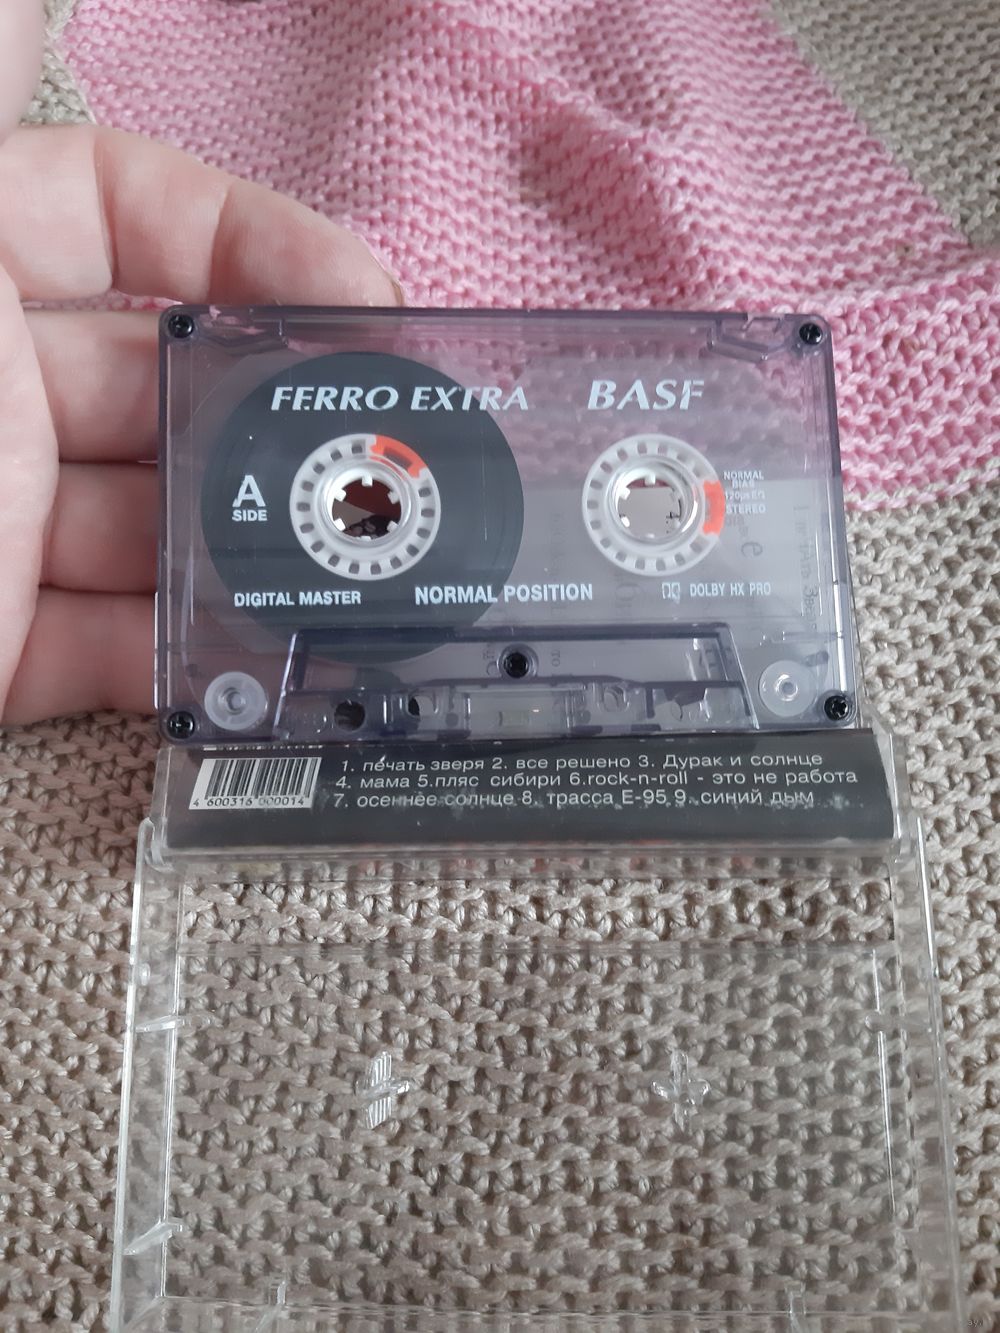 FERRO EXTRA BASF
A
SIDE
NORMAL
BIAS
120µs EQ
STEREO
DIGITAL MASTER NORMAL POSITION DOLBY HX PRO
1. печать зверя 2. все решено 3. Дурак и солнце
4. мама 5.пляс сибири 6.rock-n-roll - это не работа
7. осеннее солнце 8. трасса Е-95 9. синий дым
4 600316 000014